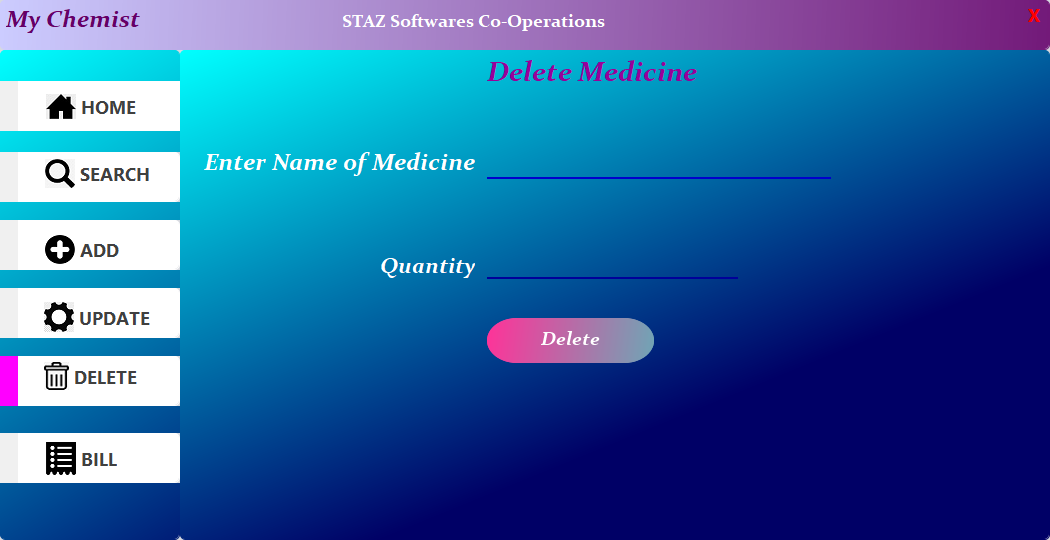 My Chemist
STAZ Softwares Co-Operations
X
HOME
SEARCH
ADD
UPDATE
DELETE
BILL
Delete Medicine
Enter Name of Medicine
Quantity
Delete